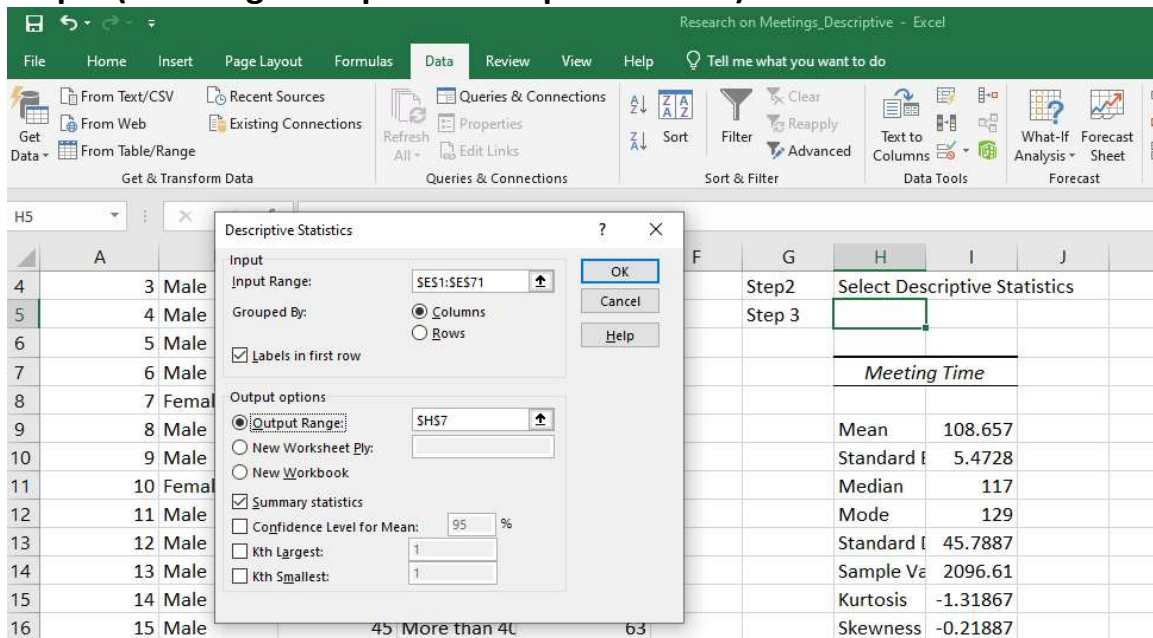 Research on Meetings_Descriptive - Excel
File Home Insert Page Layout Formulas Data Review View Help Tell me what you want to do
Get Data
From Text/CSV
From Web
From Table/Range
Recent Sources
Existing Connections
Get & Transform Data
Refresh All
Queries & Connections
Properties
Edit Links
Queries & Connections
Sort
Filter
Clear
Reapply
Advanced
Sort & Filter
Text to Columns
Data Tools
What-If Analysis
Forecast Sheet
Forecast
H5
A F G H I J
Descriptive Statistics ? ×
Input
Input Range: $E$1:$E$71
Grouped By: Columns
Rows
Labels in first row
OK
Cancel
Help
Output options
Output Range: $H$7
New Worksheet Ply:
New Workbook
Summary statistics
Confidence Level for Mean: 95 %
Kth Largest: 1
Kth Smallest: 1
4 3 Male Step2 Select Descriptive Statistics
5 4 Male Step 3
6 5 Male
7 6 Male Meeting Time
8 7 Femal
9 8 Male Mean 108.657
10 9 Male Standard E 5.4728
11 10 Femal Median 117
12 11 Male Mode 129
13 12 Male Standard D 45.7887
14 13 Male Sample Va 2096.61
15 14 Male Kurtosis -1.31867
16 15 Male 45 More than 40 63 Skewness -0.21887